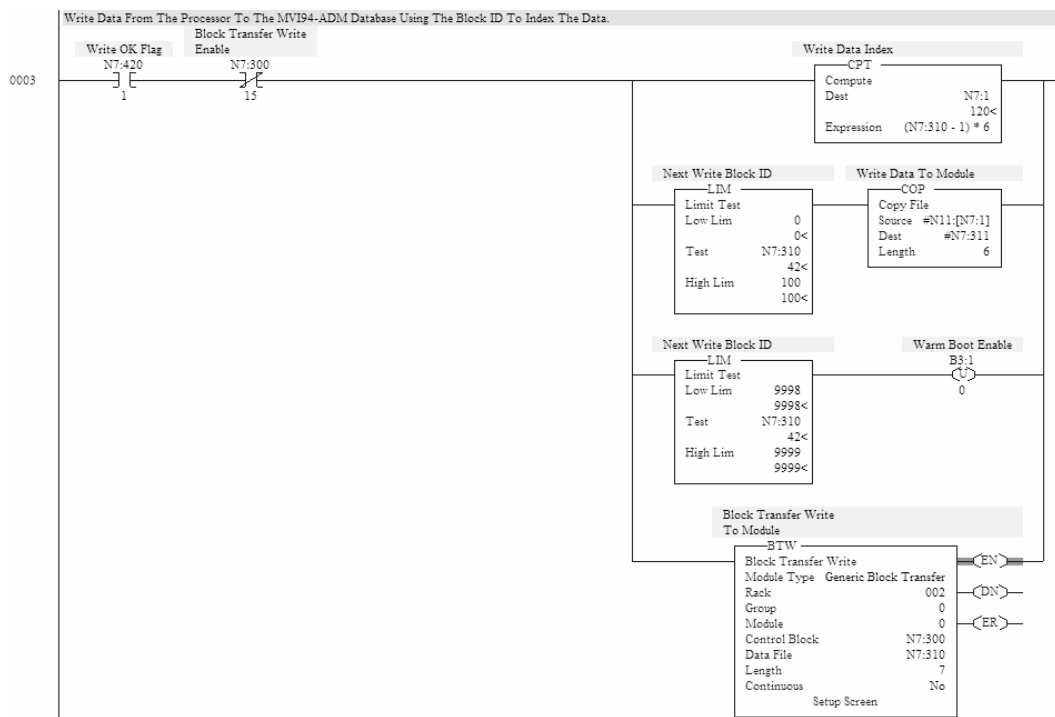 Write Data From The Processor To The MVI94-ADM Database Using The Block ID To Index The Data.
Block Transfer Write
Write OK Flag Enable Write Data Index
N7:420 N7:300 CPT
0003 Compute
1 15 Dest N7:1
120<
Expression (N7:310 - 1) * 6
Next Write Block ID Write Data To Module
LIM COP
Limit Test Copy File
Low Lim 0 Source #N11:[N7:1]
0< Dest #N7:311
Test N7:310 Length 6
42<
High Lim 100
100<
Next Write Block ID Warm Boot Enable
LIM B3:1
Limit Test U
Low Lim 9998 0
9998<
Test N7:310
42<
High Lim 9999
9999<
Block Transfer Write
To Module
BTW
Block Transfer Write EN
Module Type Generic Block Transfer
Rack 002 DN
Group 0
Module 0 ER
Control Block N7:300
Data File N7:310
Length 7
Continuous No
Setup Screen